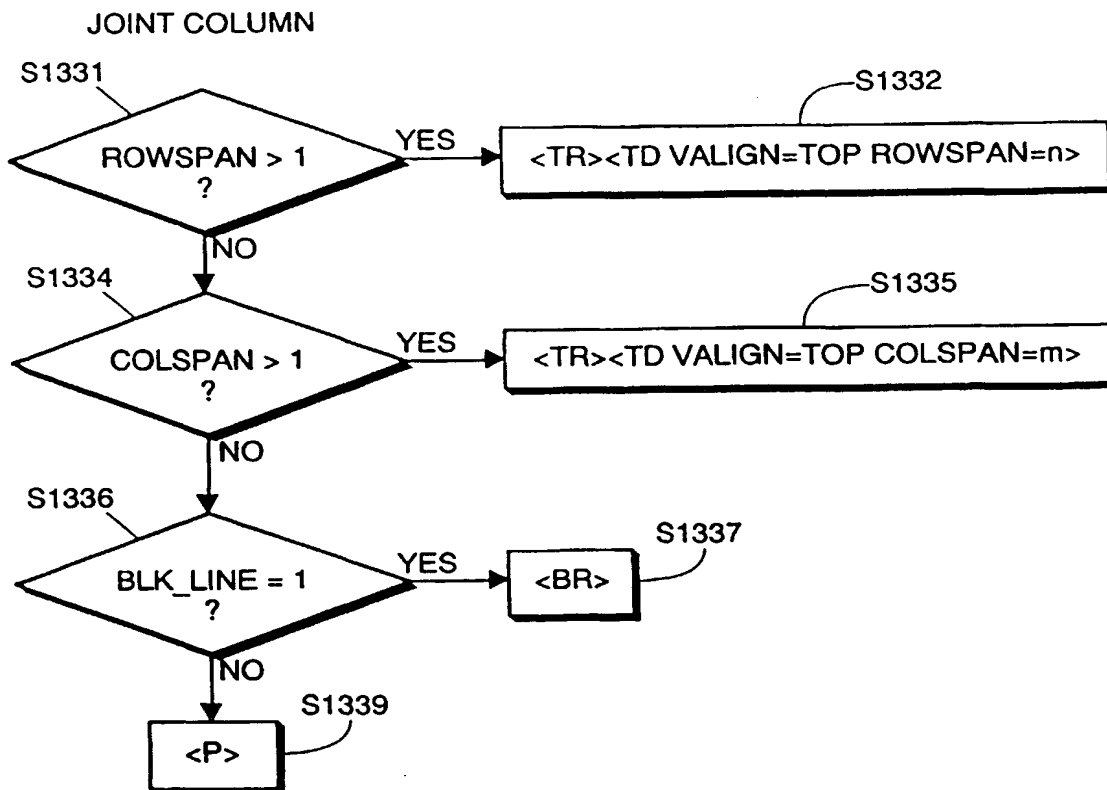 JOINT COLUMN
S1331
ROWSPAN > 1
?
YES
S1332
<TR><TD VALIGN=TOP ROWSPAN=n>
NO
S1334
COLSPAN > 1
?
YES
S1335
<TR><TD VALIGN=TOP COLSPAN=m>
NO
S1336
BLK_LINE = 1
?
YES
S1337
<BR>
NO
S1339
<P>